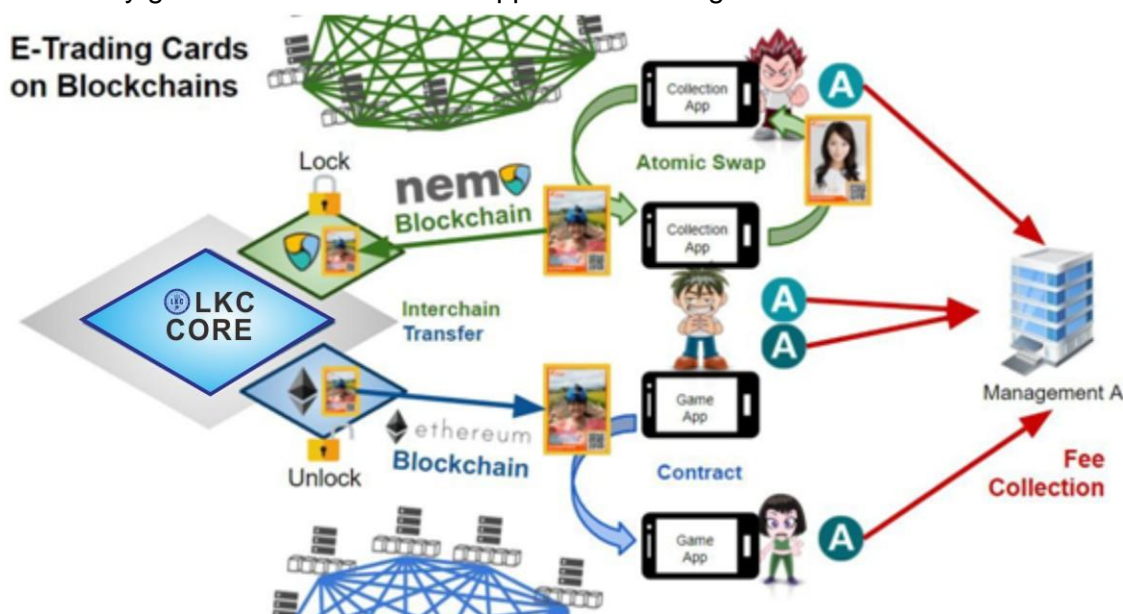 E-Trading Cards
on Blockchains
Collection
App
A
Lock
Atomic Swap
nem
Blockchain
Collection
App
LKC
CORE
Interchain
Transfer
A
A
Management A
Game
App
ethereum
Blockchain
Unlock
Contract
Fee
Collection
Game
App
A